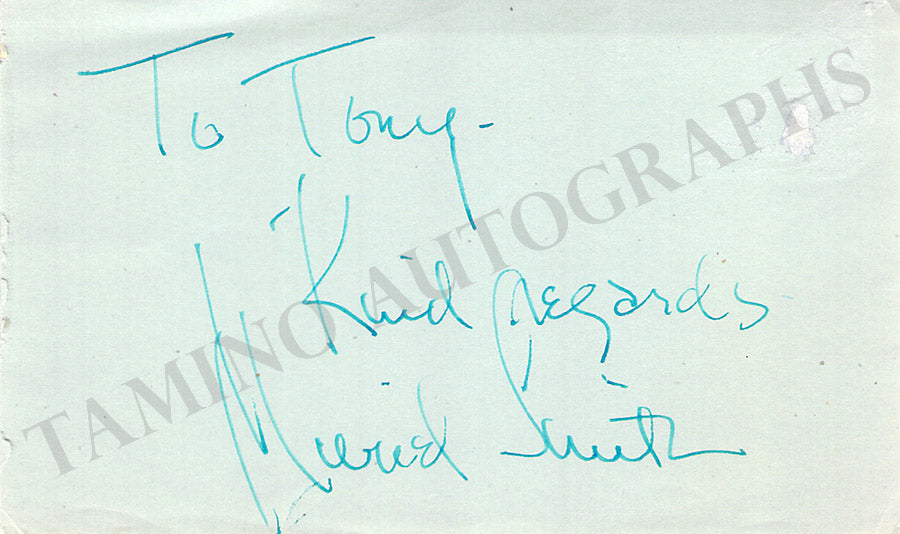 To Tony -
Kind regards
Muriel Smith
TAMINO AUTOGRAPHS